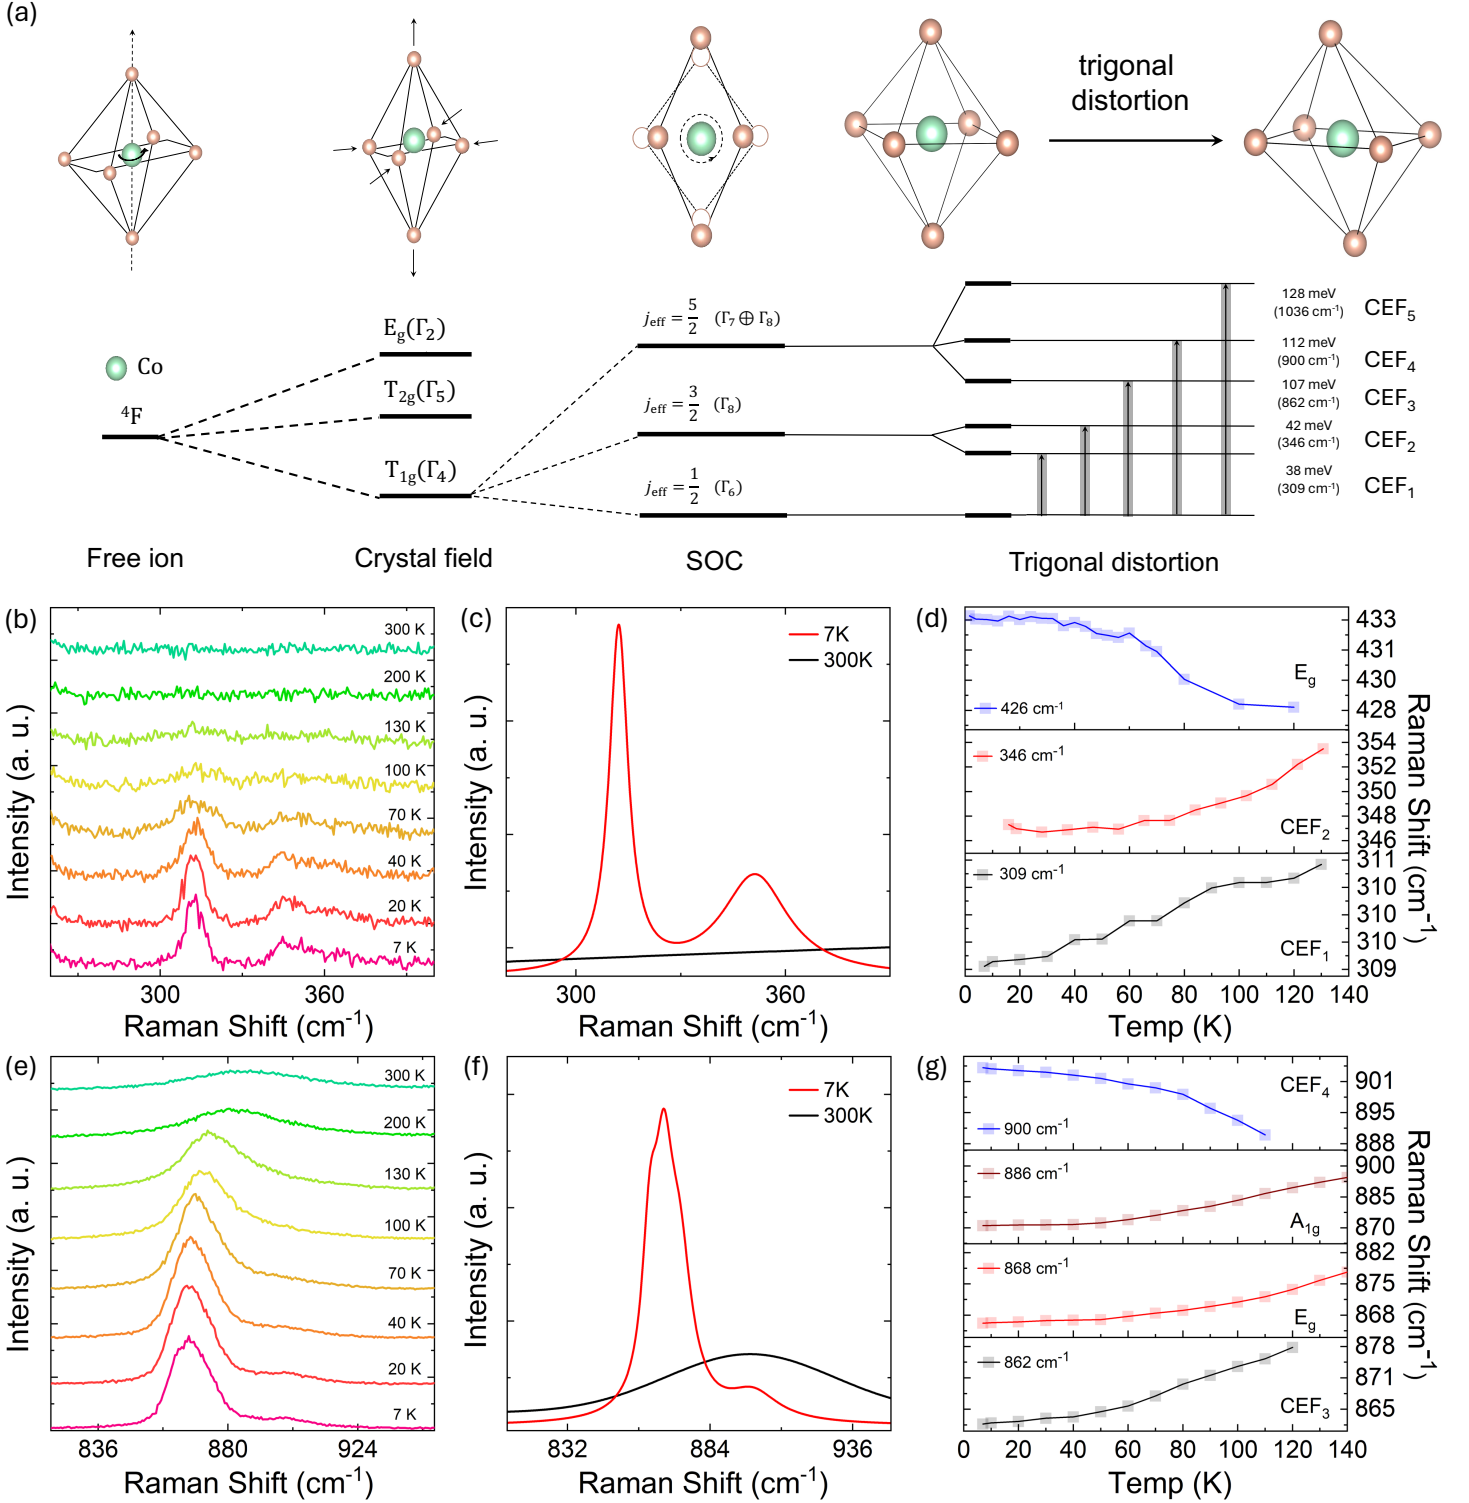 (a)
trigonal
distortion
Co
⁴F
E_g(Γ₂)
T_2g(Γ₅)
T_1g(Γ₄)
j_eff = 5/2 (Γ₇ ⊕ Γ₈)
j_eff = 3/2 (Γ₈)
j_eff = 1/2 (Γ₆)
128 meV
(1036 cm⁻¹)
CEF₅
112 meV
(900 cm⁻¹)
CEF₄
107 meV
(862 cm⁻¹)
CEF₃
42 meV
(346 cm⁻¹)
CEF₂
38 meV
(309 cm⁻¹)
CEF₁
Free ion
Crystal field
SOC
Trigonal distortion
(b)
300 K
200 K
130 K
100 K
70 K
40 K
20 K
7 K
Intensity (a. u.)
300 360
Raman Shift (cm⁻¹)
(c)
7K
300K
Intensity (a. u.)
300 360
Raman Shift (cm⁻¹)
(d)
E_g
426 cm⁻¹
433
431
430
428
346 cm⁻¹
CEF₂
354
352
350
348
346
309 cm⁻¹
CEF₁
311
310
310
310
309
Raman Shift (cm⁻¹)
0 20 40 60 80 100 120 140
Temp (K)
(e)
300 K
200 K
130 K
100 K
70 K
40 K
20 K
7 K
Intensity (a. u.)
836 880 924
Raman Shift (cm⁻¹)
(f)
7K
300K
Intensity (a. u.)
832 884 936
Raman Shift (cm⁻¹)
(g)
CEF₄
900 cm⁻¹
901
895
888
886 cm⁻¹
A_1g
900
885
870
868 cm⁻¹
E_g
882
875
868
862 cm⁻¹
CEF₃
878
871
865
Raman Shift (cm⁻¹)
0 20 40 60 80 100 120 140
Temp (K)